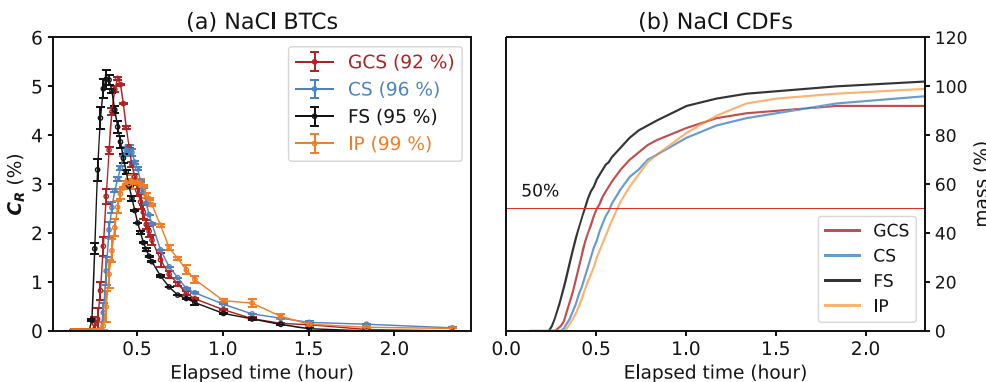 (a) NaCl BTCs
6
5
4
3
2
1
0
C_R (%)
GCS (92 %)
CS (96 %)
FS (95 %)
IP (99 %)
0.5
1.0
1.5
2.0
Elapsed time (hour)
(b) NaCl CDFs
50%
GCS
CS
FS
IP
120
100
80
60
40
20
0
mass (%)
0.0
0.5
1.0
1.5
2.0
Elapsed time (hour)